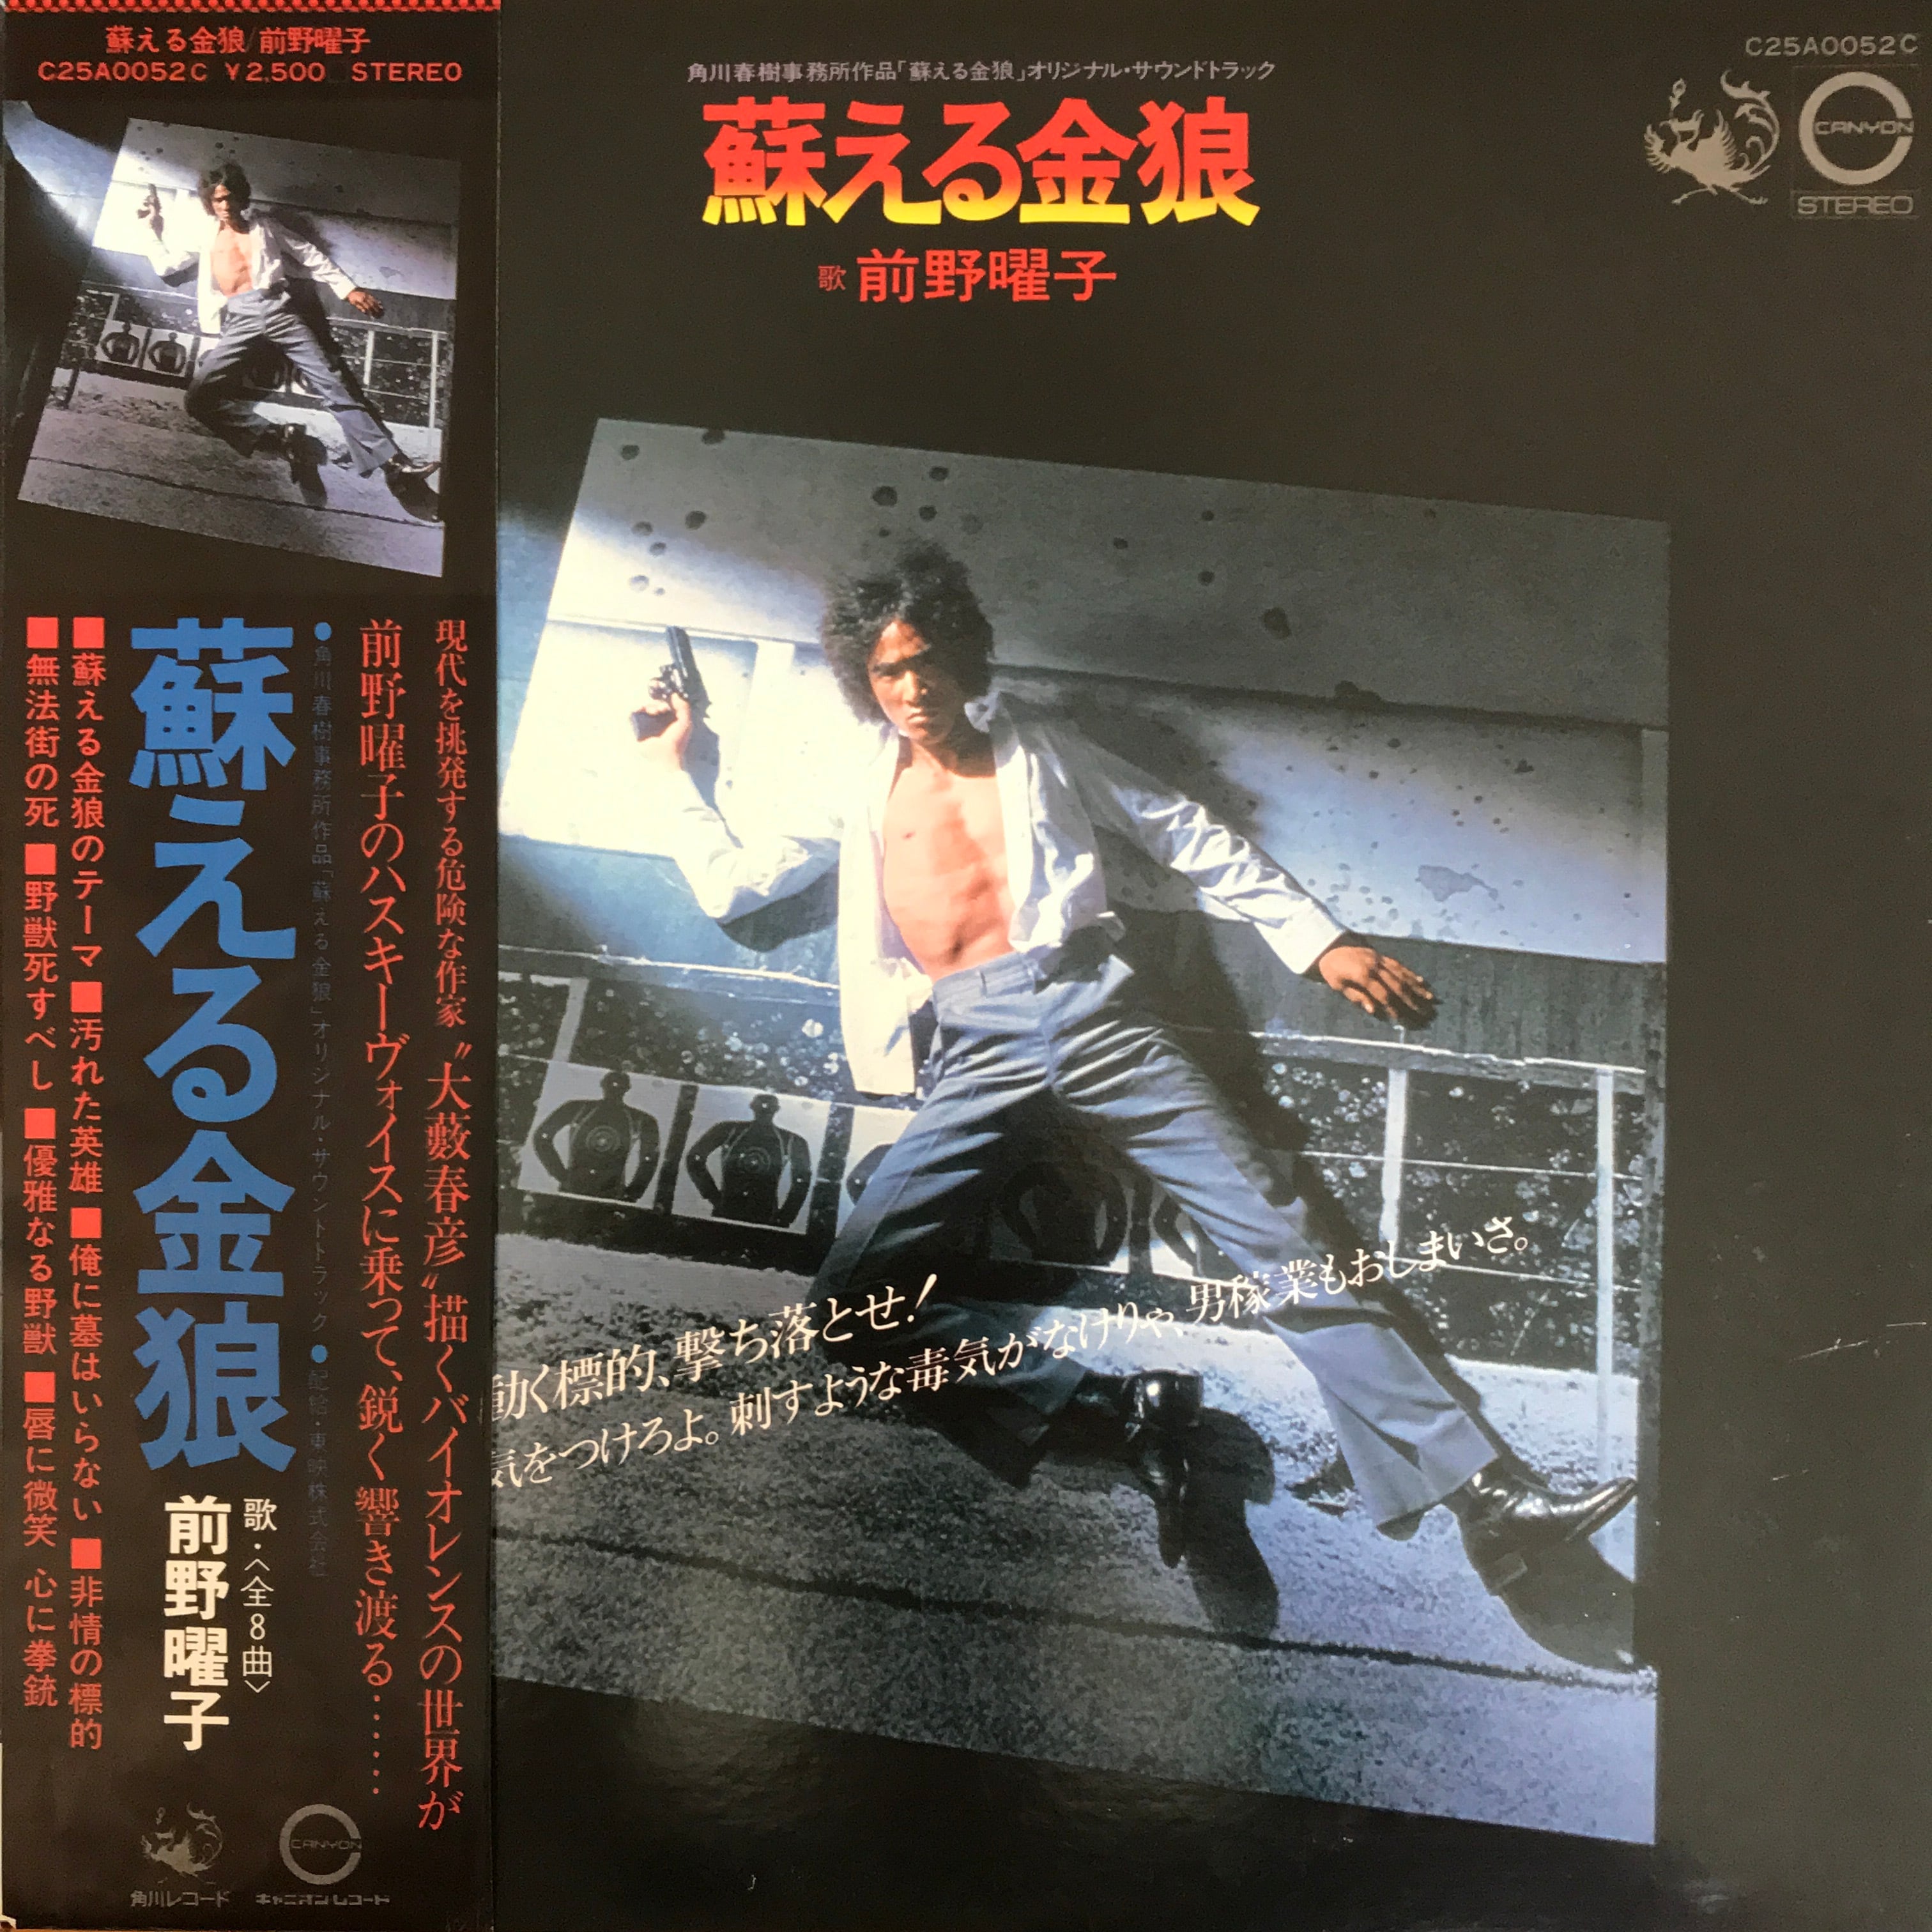 蘇える金狼/前野曜子
C25A0052C ¥2,500 STEREO
現代を挑発する危険な作家〝大藪春彦〟描くバイオレンスの世界が
前野曜子のハスキーヴォイスに乗って、鋭く響き渡る……
●角川春樹事務所作品「蘇える金狼」オリジナル・サウンドトラック ●配給・東映株式会社
蘇える金狼
歌・〈全8曲〉
前野曜子
■蘇える金狼のテーマ ■汚れた英雄 ■俺に墓はいらない ■非情の標的
■無法街の死 ■野獣死すべし ■優雅なる野獣 ■唇に微笑 心に拳銃
角川レコード
CANYON
キャニオンレコード
C25A0052C
角川春樹事務所作品「蘇える金狼」オリジナル・サウンドトラック
蘇える金狼
歌 前野曜子
CANYON
STEREO
動く標的、撃ち落とせ!
気をつけろよ。刺すような毒気がなけりゃ、男稼業もおしまいさ。